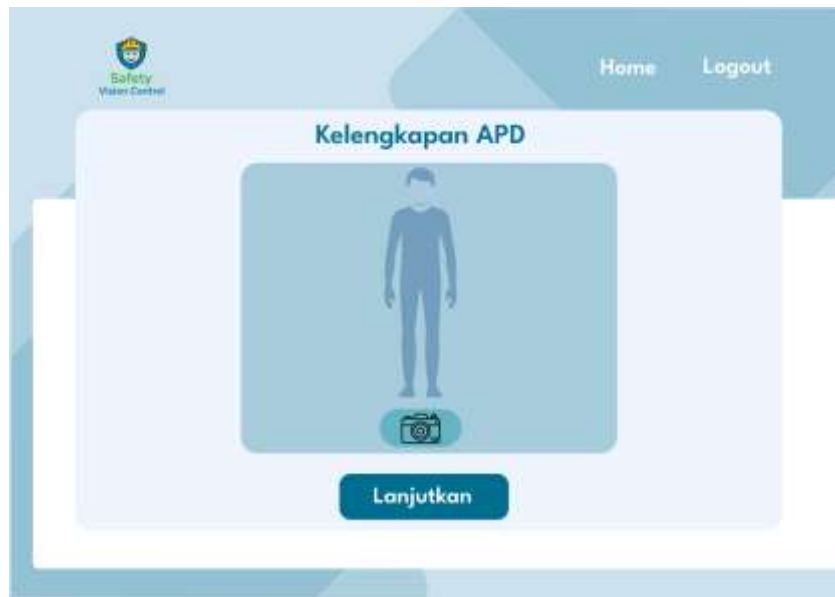 Safety
Vision Control
Home
Logout
Kelengkapan APD
Lanjutkan